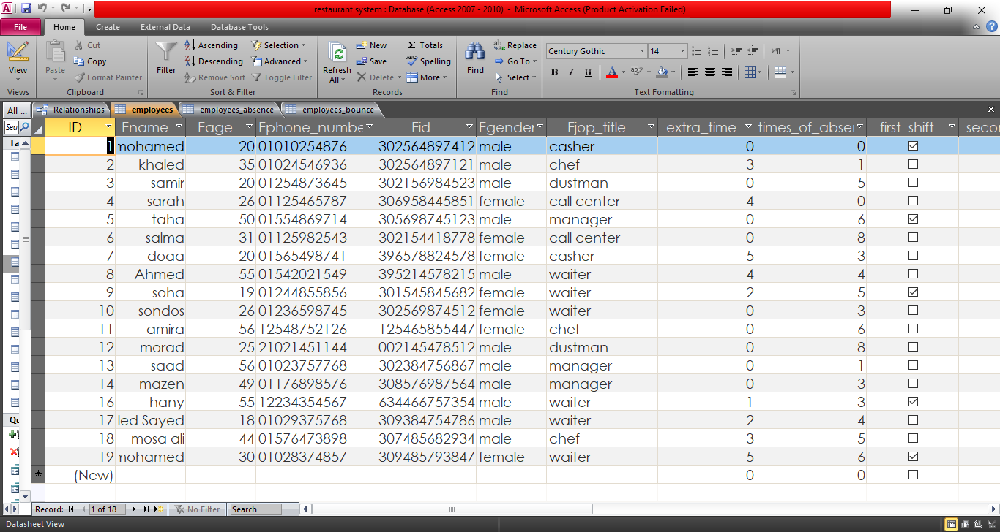 restaurant system : Database (Access 2007 - 2010) - Microsoft Access (Product Activation Failed)
File Home Create External Data Database Tools
View
Views
Paste
Cut
Copy
Format Painter
Clipboard
Filter
Ascending
Descending
Remove Sort
Selection
Advanced
Toggle Filter
Sort & Filter
Refresh All
New
Save
Delete
Totals
Spelling
More
Records
Find
Replace
Go To
Select
Find
Century Gothic 14
B I U A
Text Formatting
All ...
Relationships employees employees_absence employees_bounce
ID Ename Eage Ephone_numbe Eid Egender Ejop_title extra_time times_of_abse first shift secor
1 mohamed 20 01010254876 302564897412 male casher 0 0
2 khaled 35 01024546936 302564897121 male chef 3 1
3 samir 20 01254873645 302156984523 male dustman 0 5
4 sarah 26 01125465787 306958445851 female call center 4 0
5 taha 50 01554869714 305698745123 male manager 0 6
6 salma 31 01125982543 302154418778 female call center 0 8
7 doaa 20 01565498741 396578824578 female casher 5 3
8 Ahmed 55 01542021549 395214578215 male waiter 4 4
9 soha 19 01244855856 301545845682 female waiter 2 5
10 sondos 26 01236598745 302569874512 female waiter 0 3
11 amira 56 12548752126 125465855447 female chef 0 6
12 morad 25 21021451144 002145478512 male dustman 0 8
13 saad 56 01023757768 302384756867 male manager 0 1
14 mazen 49 01176898576 308576987564 male manager 0 3
16 hany 55 12234354567 634466757354 male waiter 1 3
17 led Sayed 18 01029375768 309384754786 male waiter 2 4
18 mosa ali 44 01576473898 307485682934 male chef 3 5
19 mohamed 30 01028374857 309485793847 female waiter 5 6
(New) 0 0
Record: 1 of 18 No Filter Search
Datasheet View